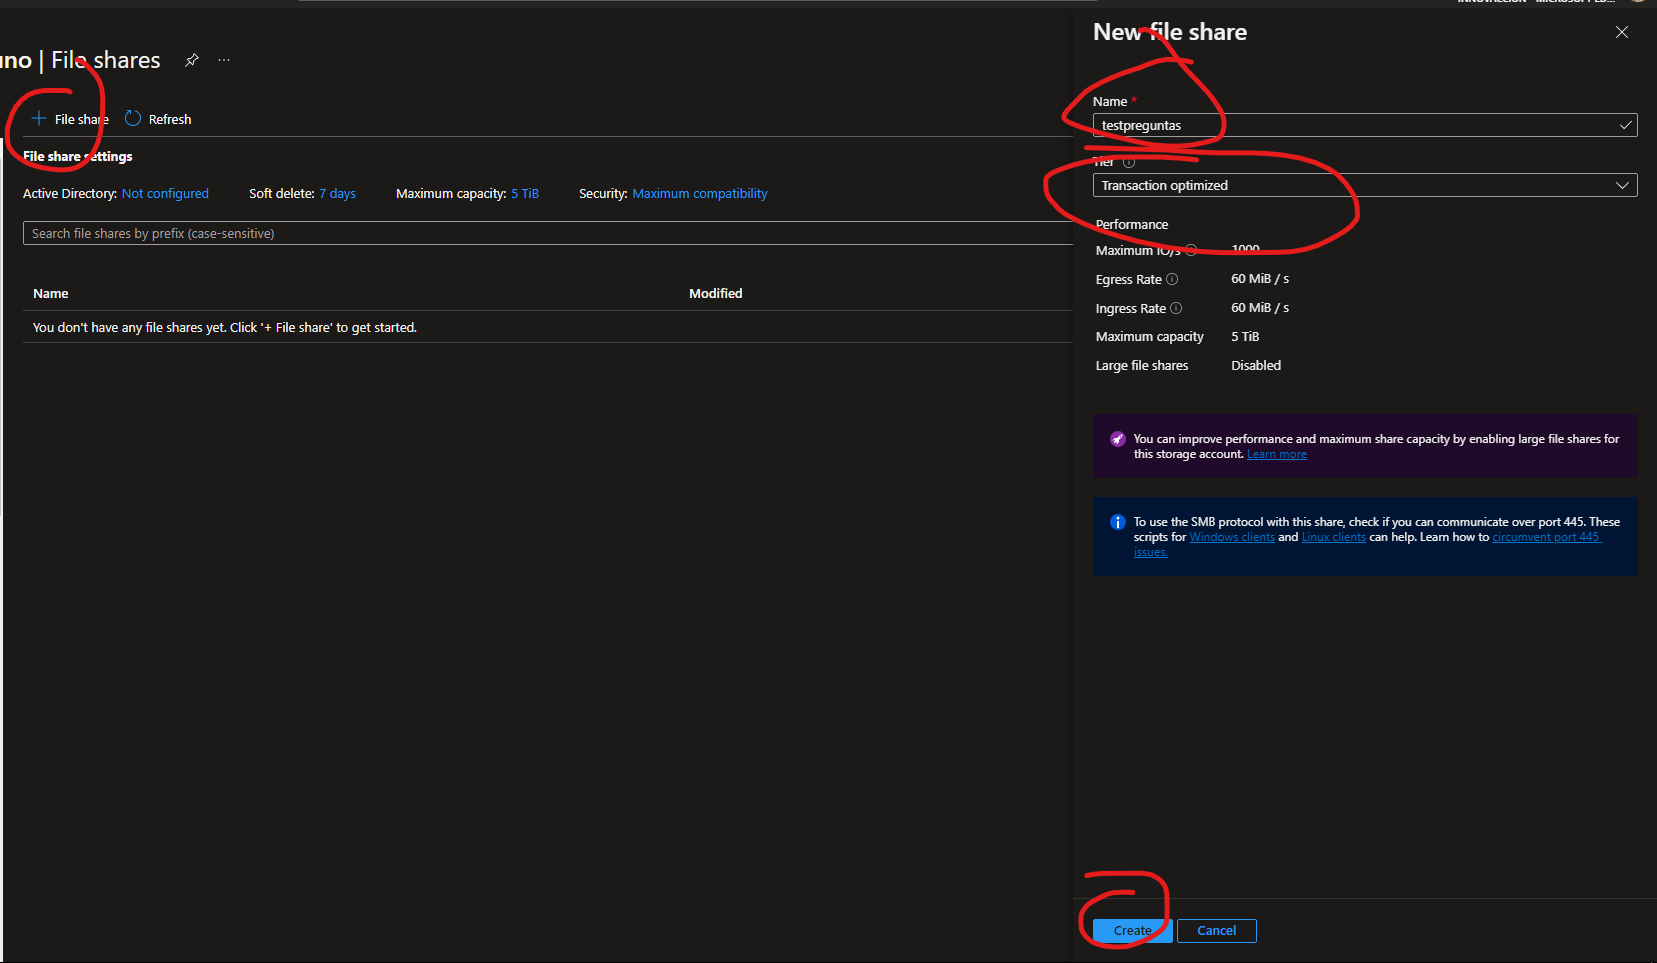 uno | File shares
...
+ File share Refresh
File share settings
Active Directory: Not configured Soft delete: 7 days Maximum capacity: 5 TiB Security: Maximum compatibility
Search file shares by prefix (case-sensitive)
Name Modified
You don't have any file shares yet. Click '+ File share' to get started.
New file share
Name *
testpreguntas
Tier
Transaction optimized
Performance
Maximum IO/s 1000
Egress Rate 60 MiB / s
Ingress Rate 60 MiB / s
Maximum capacity 5 TiB
Large file shares Disabled
You can improve performance and maximum share capacity by enabling large file shares for
this storage account. Learn more
To use the SMB protocol with this share, check if you can communicate over port 445. These
scripts for Windows clients and Linux clients can help. Learn how to circumvent port 445
issues.
Create Cancel